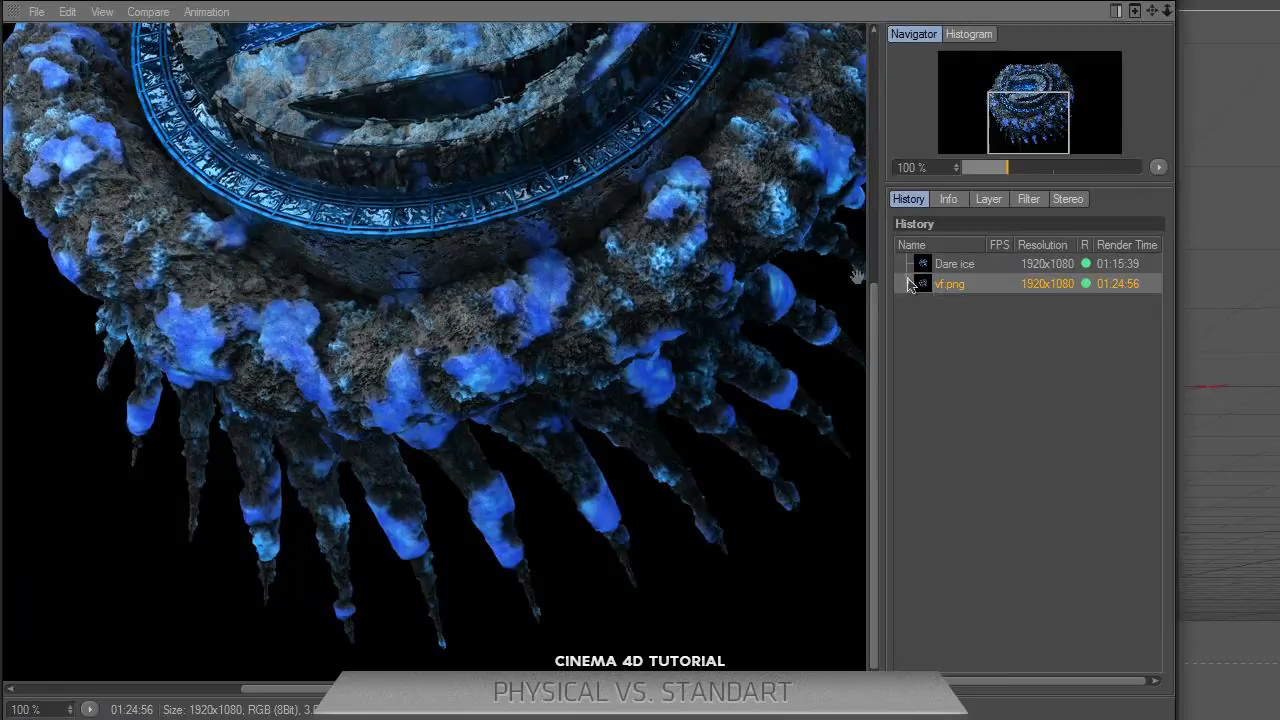 File Edit View Compare Animation
Navigator Histogram
100 %
History Info Layer Filter Stereo
History
Name FPS Resolution R Render Time
Dare ice 1920x1080 01:15:39
vf.png 1920x1080 01:24:56
CINEMA 4D TUTORIAL
PHYSICAL VS. STANDART
100 % 01:24:56 Size: 1920x1080, RGB (8Bit), 3.0